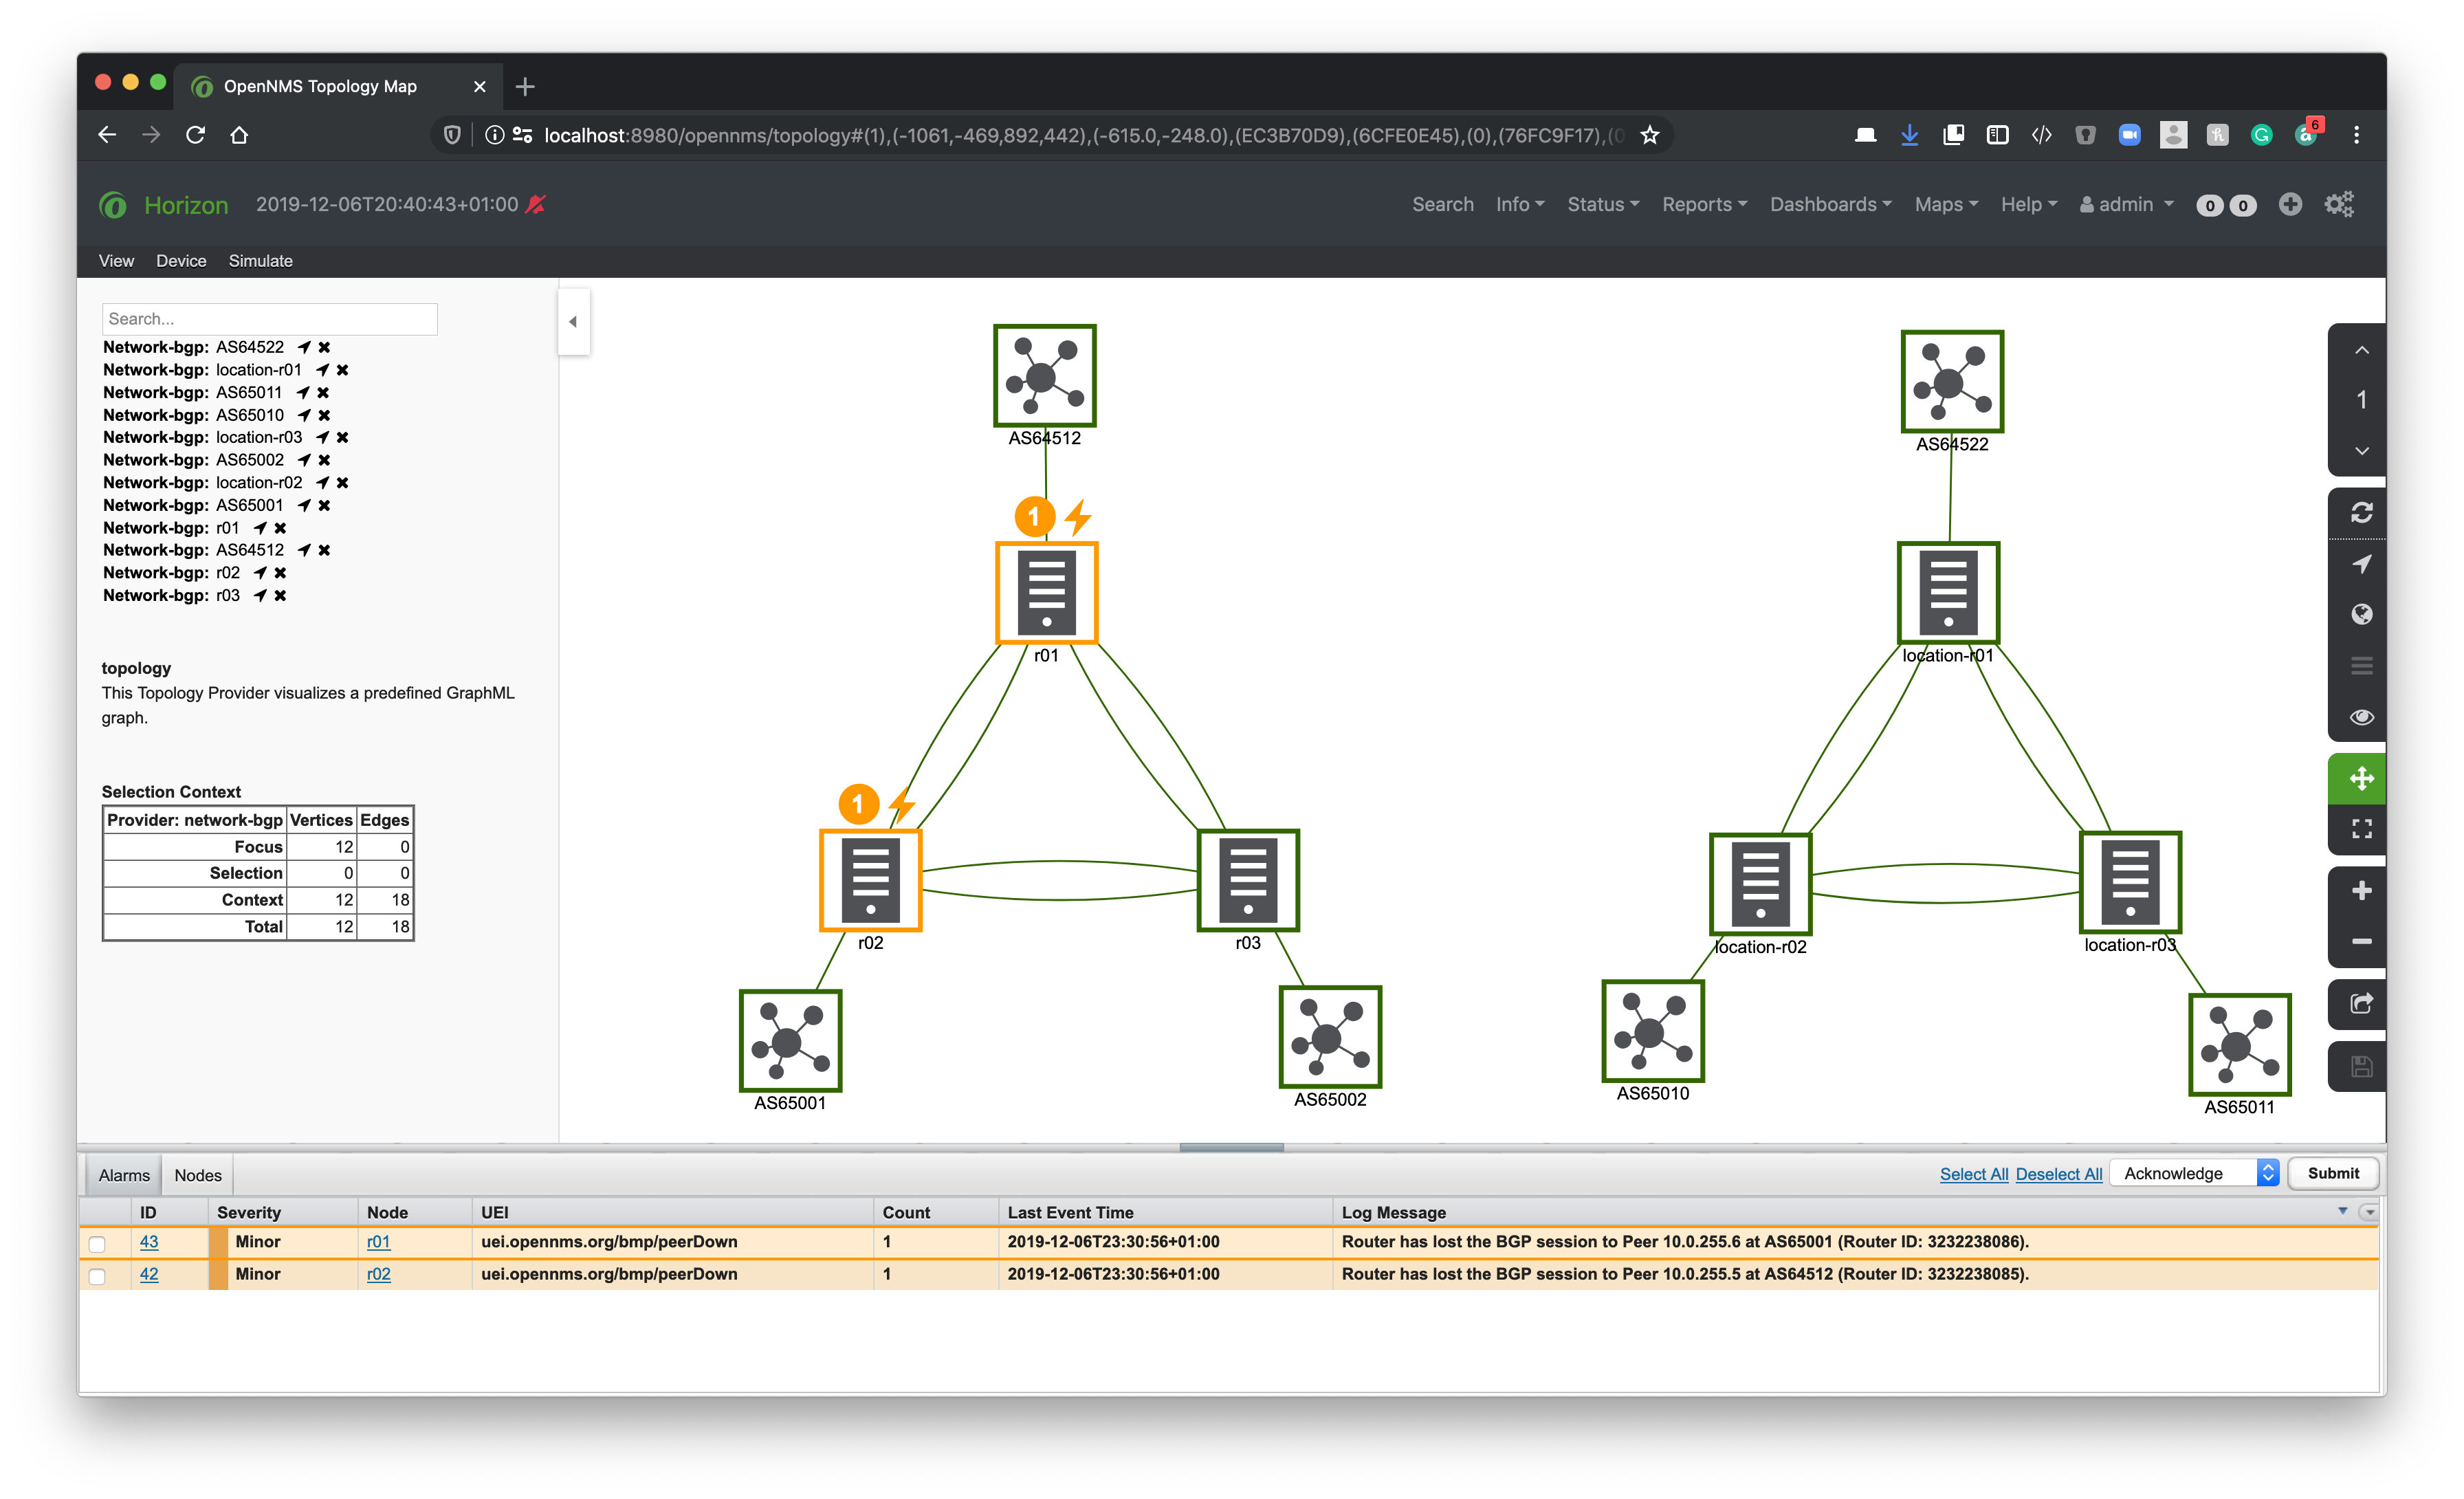 OpenNMS Topology Map
localhost:8980/opennms/topology#(1),(-1061,-469,892,442),(-615.0,-248.0),(EC3B70D9),(6CFE0E45),(0),(76FC9F17),(0
6
Horizon 2019-12-06T20:40:43+01:00
Search Info Status Reports Dashboards Maps Help admin 0 0
View Device Simulate
Search...
Network-bgp: AS64522
Network-bgp: location-r01
Network-bgp: AS65011
Network-bgp: AS65010
Network-bgp: location-r03
Network-bgp: AS65002
Network-bgp: location-r02
Network-bgp: AS65001
Network-bgp: r01
Network-bgp: AS64512
Network-bgp: r02
Network-bgp: r03
topology
This Topology Provider visualizes a predefined GraphML
graph.
Selection Context
Provider: network-bgp Vertices Edges
Focus 12 0
Selection 0 0
Context 12 18
Total 12 18
AS64512
AS64522
1
1
r01
location-r01
1
r02
r03
location-r02
location-r03
AS65001
AS65002
AS65010
AS65011
Alarms Nodes
Select All Deselect All Acknowledge Submit
ID Severity Node UEI Count Last Event Time Log Message
43 Minor r01 uei.opennms.org/bmp/peerDown 1 2019-12-06T23:30:56+01:00 Router has lost the BGP session to Peer 10.0.255.6 at AS65001 (Router ID: 3232238086).
42 Minor r02 uei.opennms.org/bmp/peerDown 1 2019-12-06T23:30:56+01:00 Router has lost the BGP session to Peer 10.0.255.5 at AS64512 (Router ID: 3232238085).